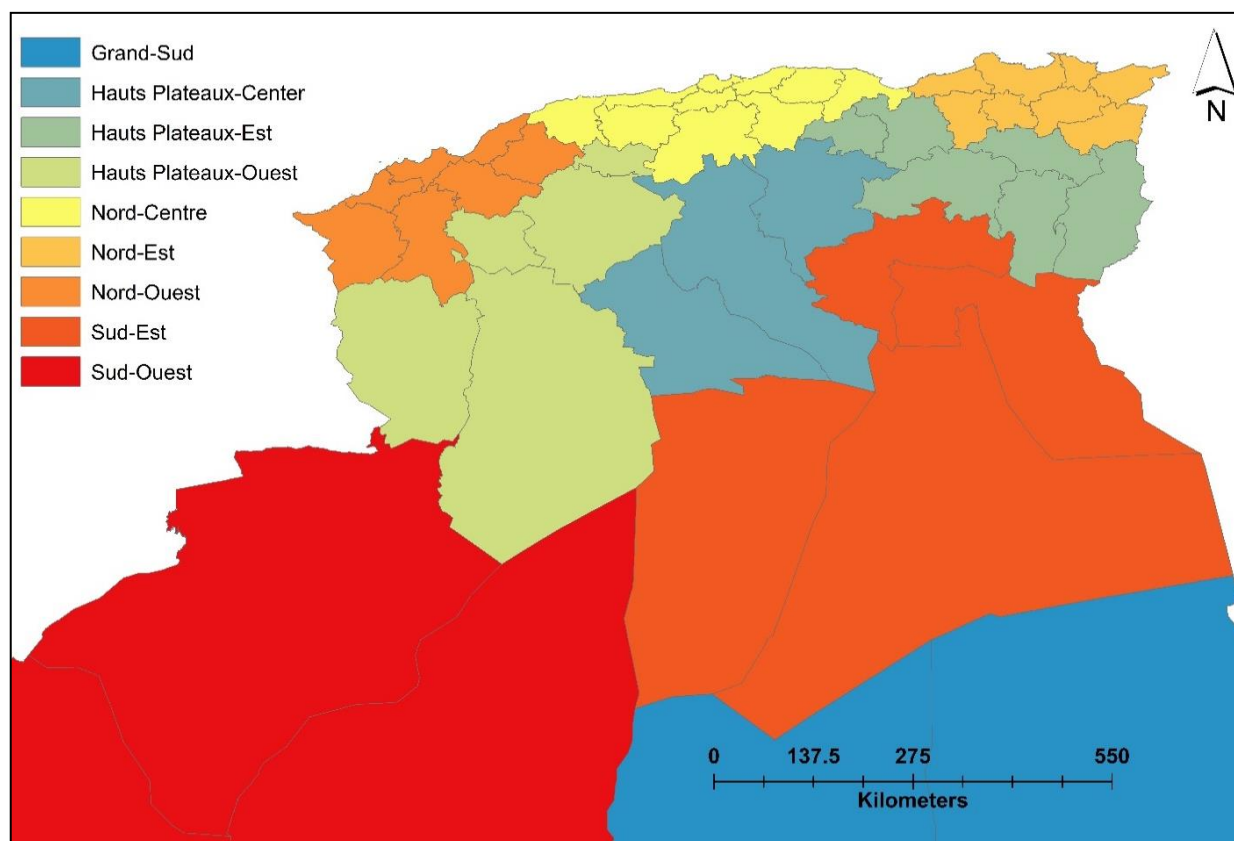 Grand-Sud
Hauts Plateaux-Center
Hauts Plateaux-Est
Hauts Plateaux-Ouest
Nord-Centre
Nord-Est
Nord-Ouest
Sud-Est
Sud-Ouest
N
0 137.5 275 550
Kilometers